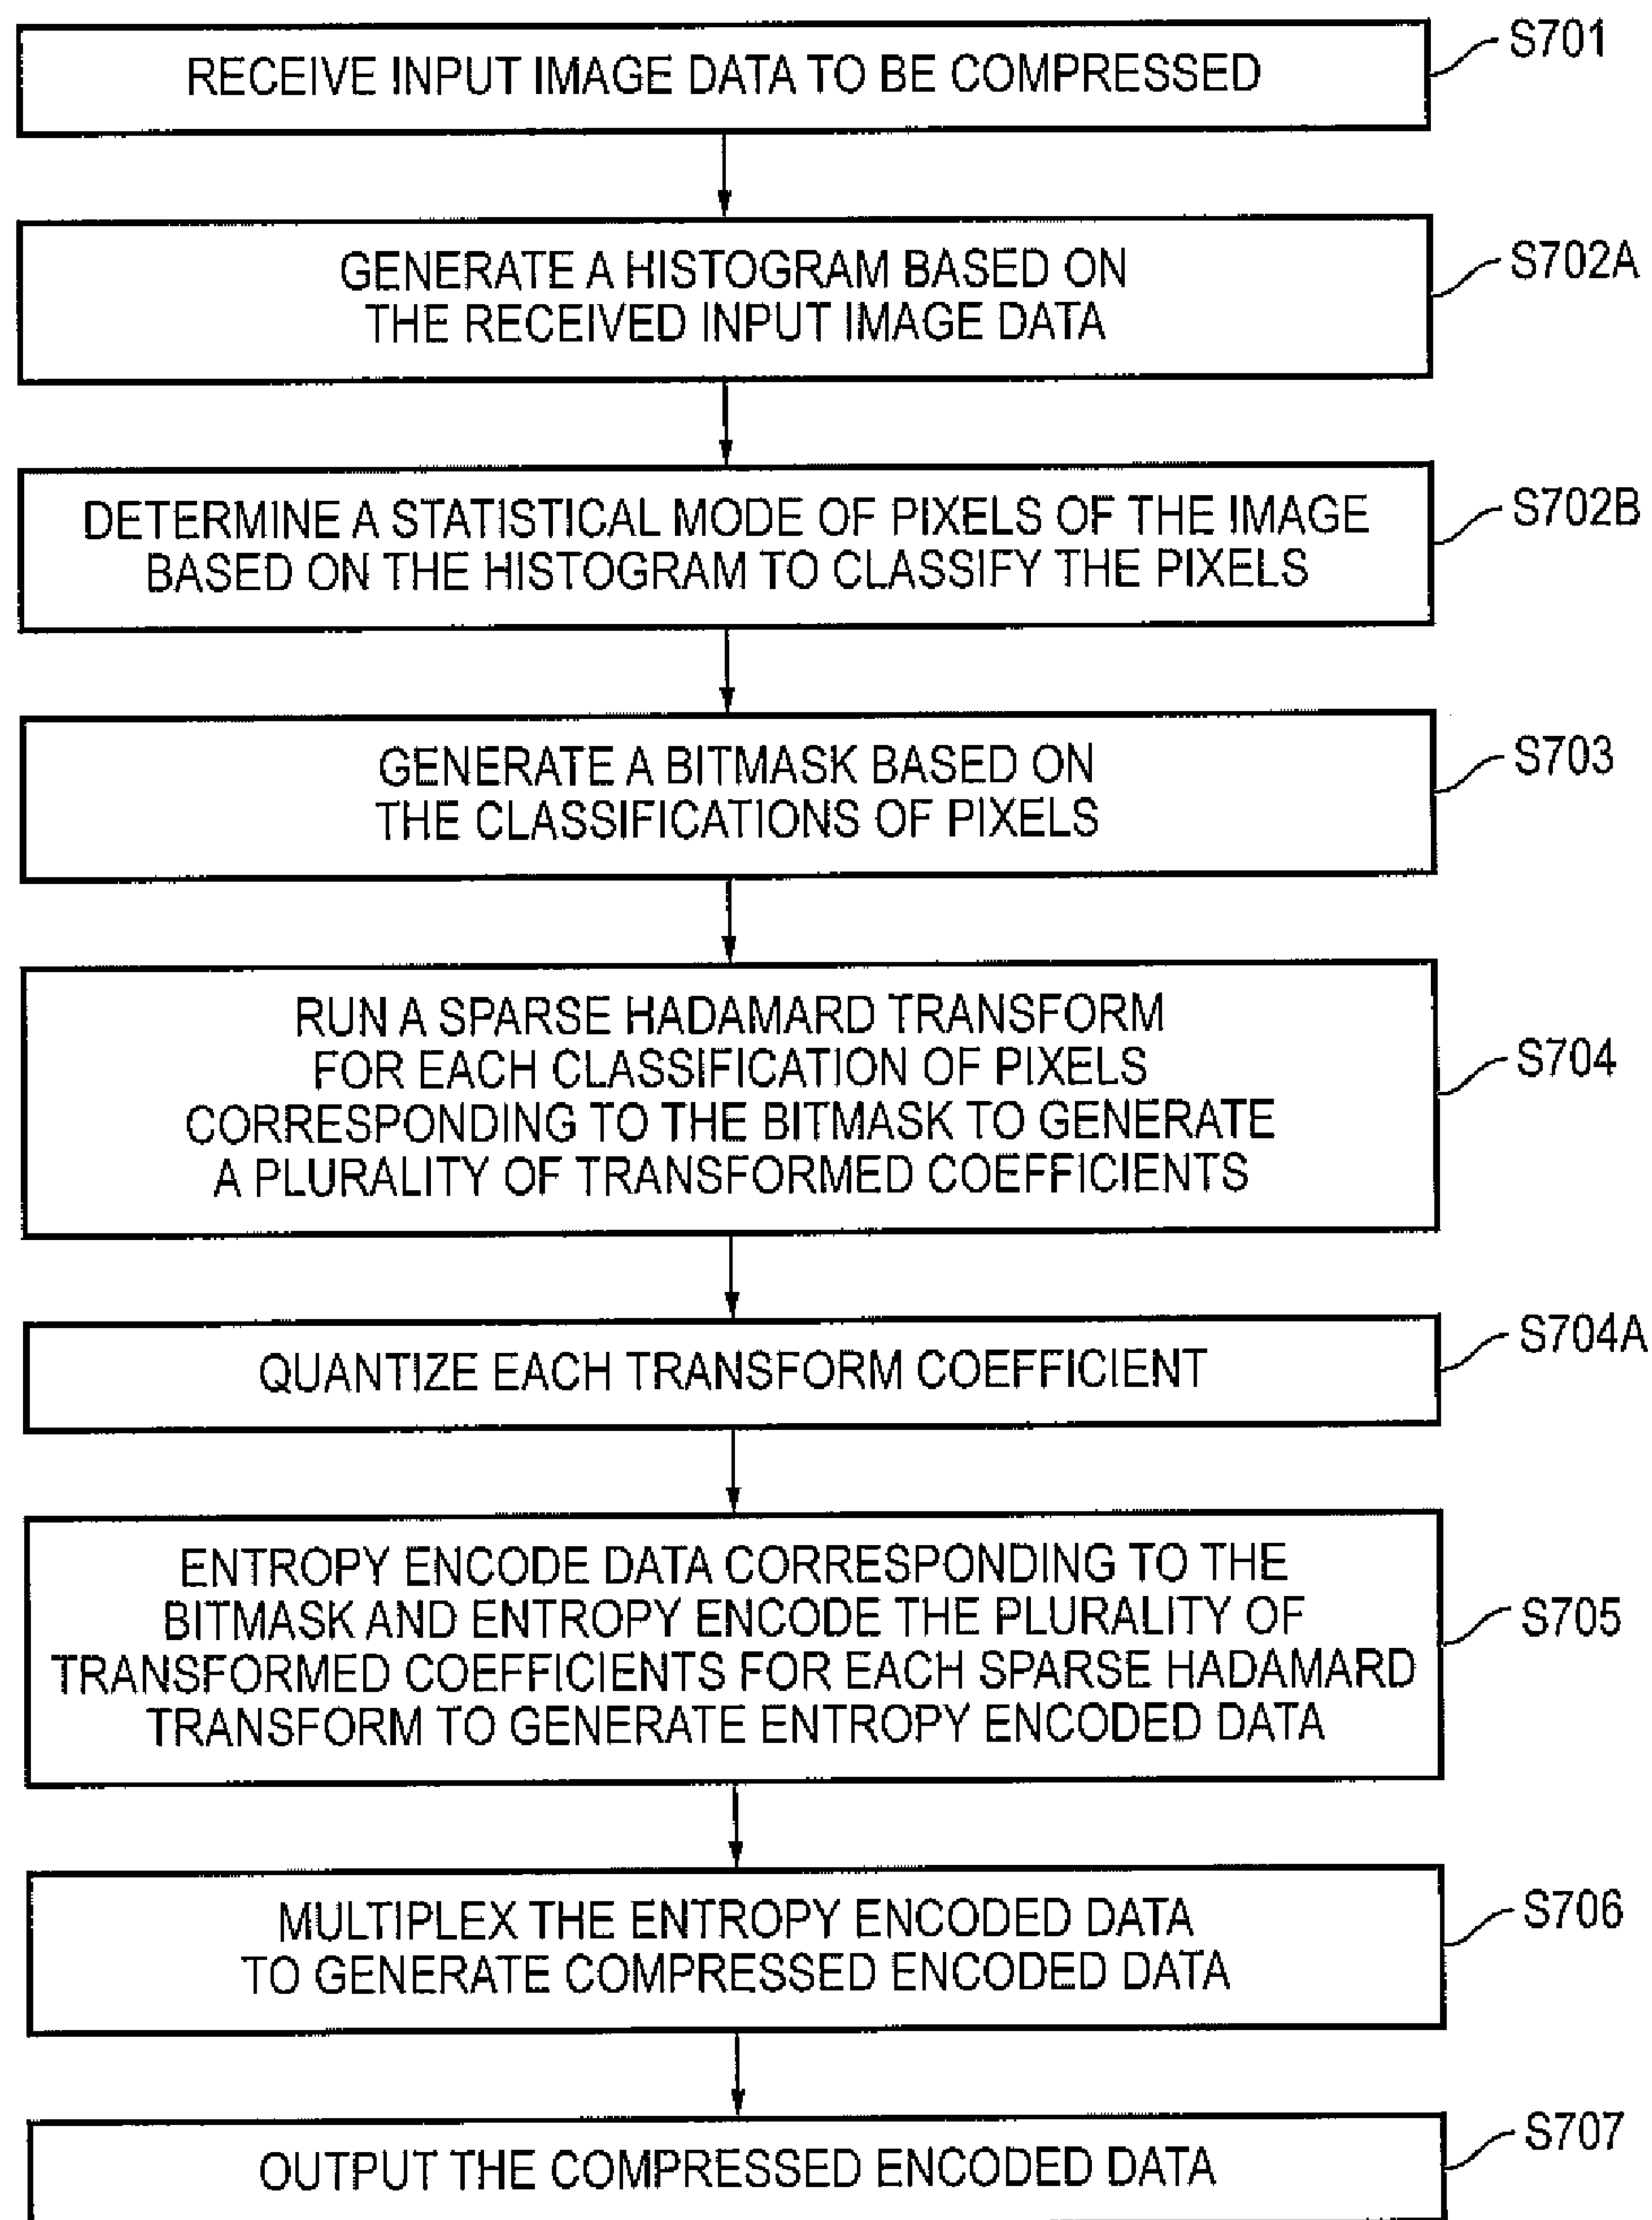 RECEIVE INPUT IMAGE DATA TO BE COMPRESSED
S701
GENERATE A HISTOGRAM BASED ON
THE RECEIVED INPUT IMAGE DATA
S702A
DETERMINE A STATISTICAL MODE OF PIXELS OF THE IMAGE
BASED ON THE HISTOGRAM TO CLASSIFY THE PIXELS
S702B
GENERATE A BITMASK BASED ON
THE CLASSIFICATIONS OF PIXELS
S703
RUN A SPARSE HADAMARD TRANSFORM
FOR EACH CLASSIFICATION OF PIXELS
CORRESPONDING TO THE BITMASK TO GENERATE
A PLURALITY OF TRANSFORMED COEFFICIENTS
S704
QUANTIZE EACH TRANSFORM COEFFICIENT
S704A
ENTROPY ENCODE DATA CORRESPONDING TO THE
BITMASK AND ENTROPY ENCODE THE PLURALITY OF
TRANSFORMED COEFFICIENTS FOR EACH SPARSE HADAMARD
TRANSFORM TO GENERATE ENTROPY ENCODED DATA
S705
MULTIPLEX THE ENTROPY ENCODED DATA
TO GENERATE COMPRESSED ENCODED DATA
S706
OUTPUT THE COMPRESSED ENCODED DATA
S707